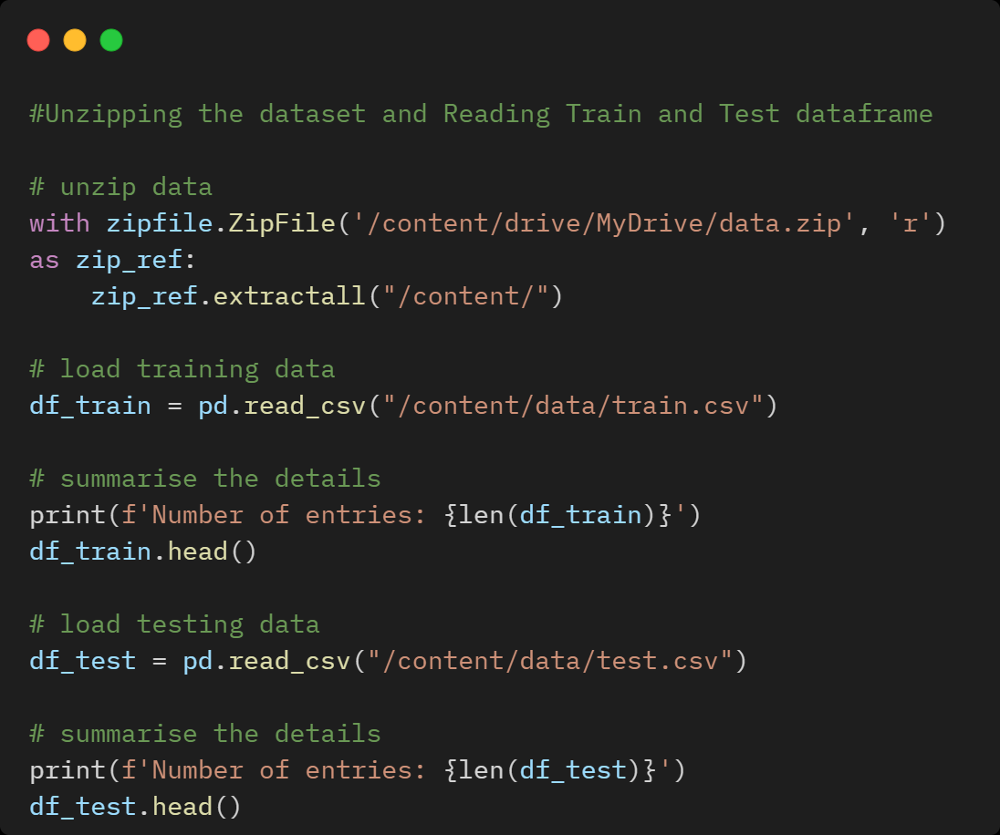 #Unzipping the dataset and Reading Train and Test dataframe
# unzip data
with zipfile.ZipFile('/content/drive/MyDrive/data.zip', 'r')
as zip_ref:
    zip_ref.extractall("/content/")
# load training data
df_train = pd.read_csv("/content/data/train.csv")
# summarise the details
print(f'Number of entries: {len(df_train)}')
df_train.head()
# load testing data
df_test = pd.read_csv("/content/data/test.csv")
# summarise the details
print(f'Number of entries: {len(df_test)}')
df_test.head()